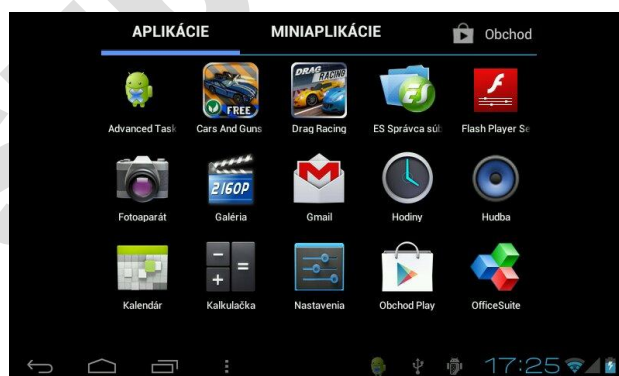 APLIKÁCIE MINIAPLIKÁCIE Obchod
DRAG RACING
FREE
Advanced Task Cars And Guns Drag Racing ES Správca súb Flash Player Se
2160P
Fotoaparát Galéria Gmail Hodiny Hudba
Kalendár Kalkulačka Nastavenia Obchod Play OfficeSuite
17:25